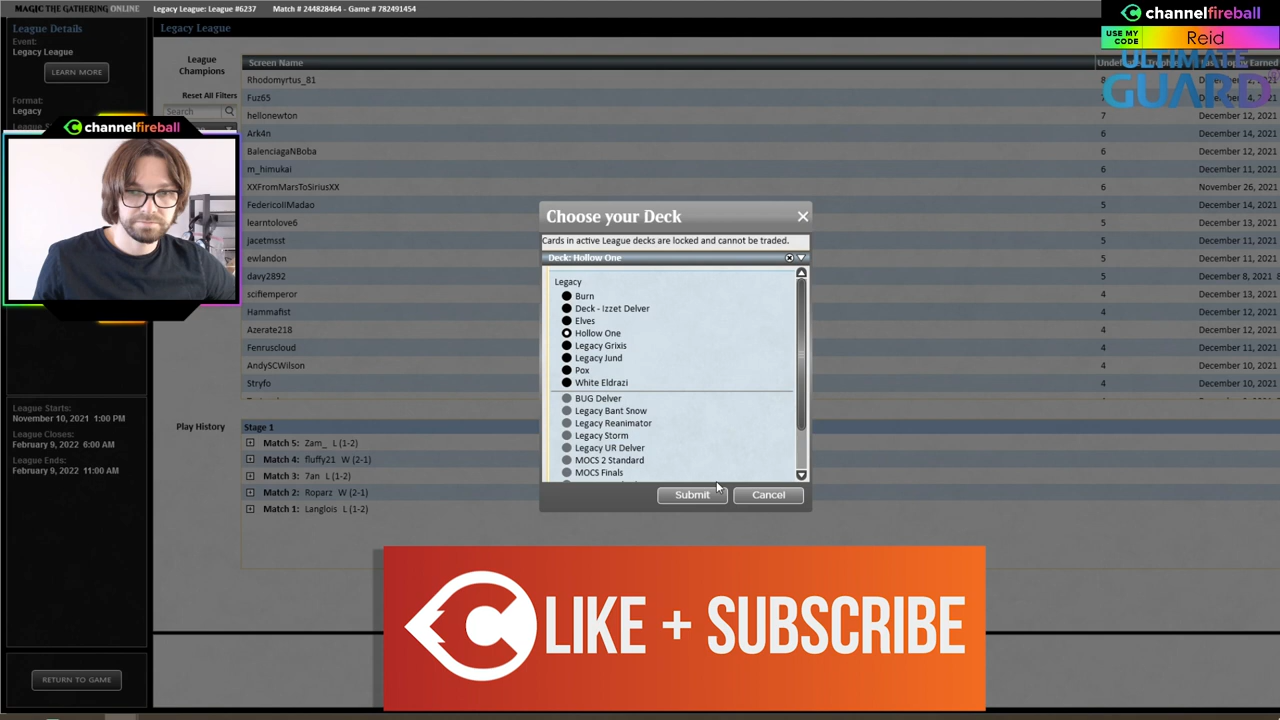 MAGIC THE GATHERING ONLINE
Legacy League: League #6237
Match # 244828464 - Game # 782491454
channelfireball
USE MY CODE
Reid
ULTIMATE GUARD
League Details
Event:
Legacy League
LEARN MORE
Format:
Legacy
channelfireball
League Starts:
November 10, 2021 1:00 PM
League Closes:
February 9, 2022 6:00 AM
League Ends:
February 9, 2022 11:00 AM
RETURN TO GAME
Legacy League
League Champions
Reset All Filters
Search
Screen Name
Rhodomyrtus_81
Fuz65
hellonewton 7 December 12, 2021
Ark4n 6 December 14, 2021
BalenciagaNBoba 6 December 12, 2021
m_himukai 6 December 12, 2021
XXFromMarsToSiriusXX 6 November 26, 2021
FedericoIIMadao 5 December 14, 2021
learntolove6 5 December 13, 2021
jacetmsst 5 December 11, 2021
ewlandon 5 December 11, 2021
davy2892 5 December 8, 2021
scifiemperor 4 December 13, 2021
Hammafist 4 December 12, 2021
Azerate218 4 December 12, 2021
Fenruscloud 4 December 11, 2021
AndySCWilson 4 December 10, 2021
Stryfo 4 December 9, 2021
Play History
Stage 1
Match 5: Zam_ L (1-2)
Match 4: fluffy21 W (2-1)
Match 3: 7an L (1-2)
Match 2: Roparz W (2-1)
Match 1: Langlois L (1-2)
Choose your Deck
Cards in active League decks are locked and cannot be traded.
Deck: Hollow One
Legacy
Burn
Deck - Izzet Delver
Elves
Hollow One
Legacy Grixis
Legacy Jund
Pox
White Eldrazi
BUG Delver
Legacy Bant Snow
Legacy Reanimator
Legacy Storm
Legacy UR Delver
MOCS 2 Standard
MOCS Finals
Submit
Cancel
LIKE + SUBSCRIBE